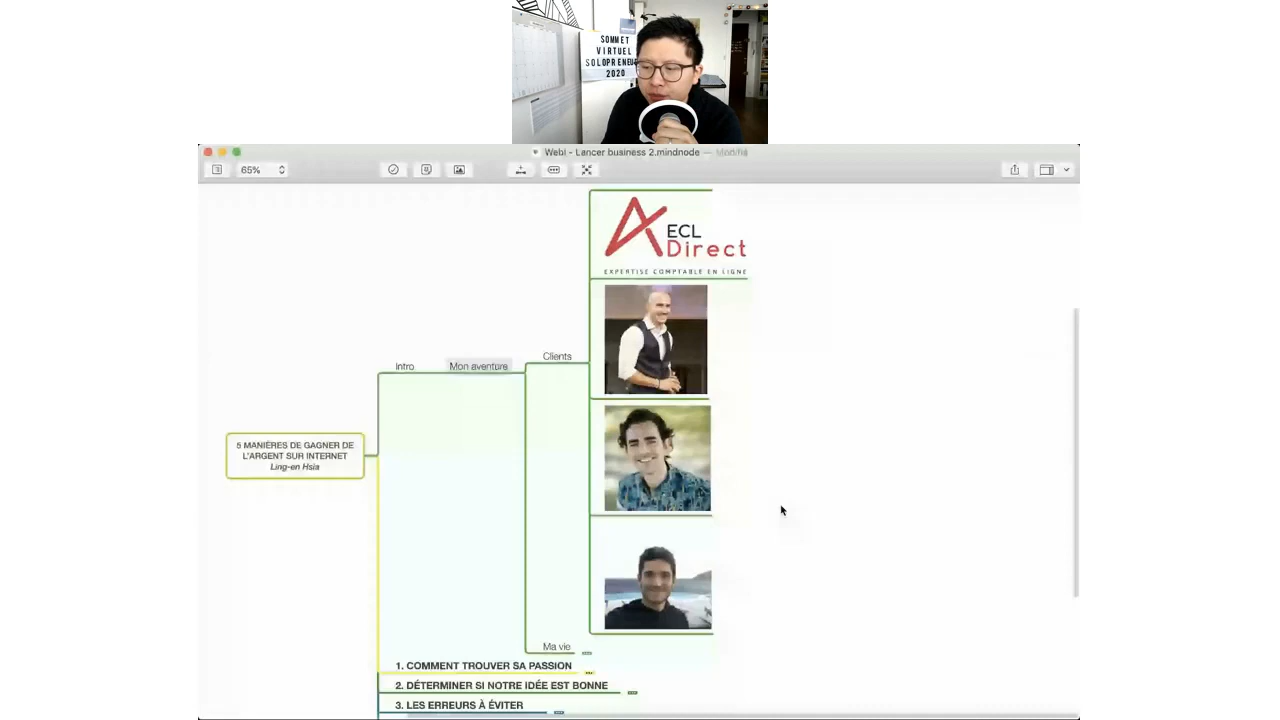 SOMMET
VIRTUEL
SOLOPRENEUR
2020
Webi - Lancer business 2.mindnode — Modifié
65%
ECL
Direct
EXPERTISE COMPTABLE EN LIGNE
Clients
Intro
Mon aventure
5 MANIÈRES DE GAGNER DE
L'ARGENT SUR INTERNET
Ling-en Hsia
Ma vie
1. COMMENT TROUVER SA PASSION
2. DÉTERMINER SI NOTRE IDÉE EST BONNE
3. LES ERREURS À ÉVITER